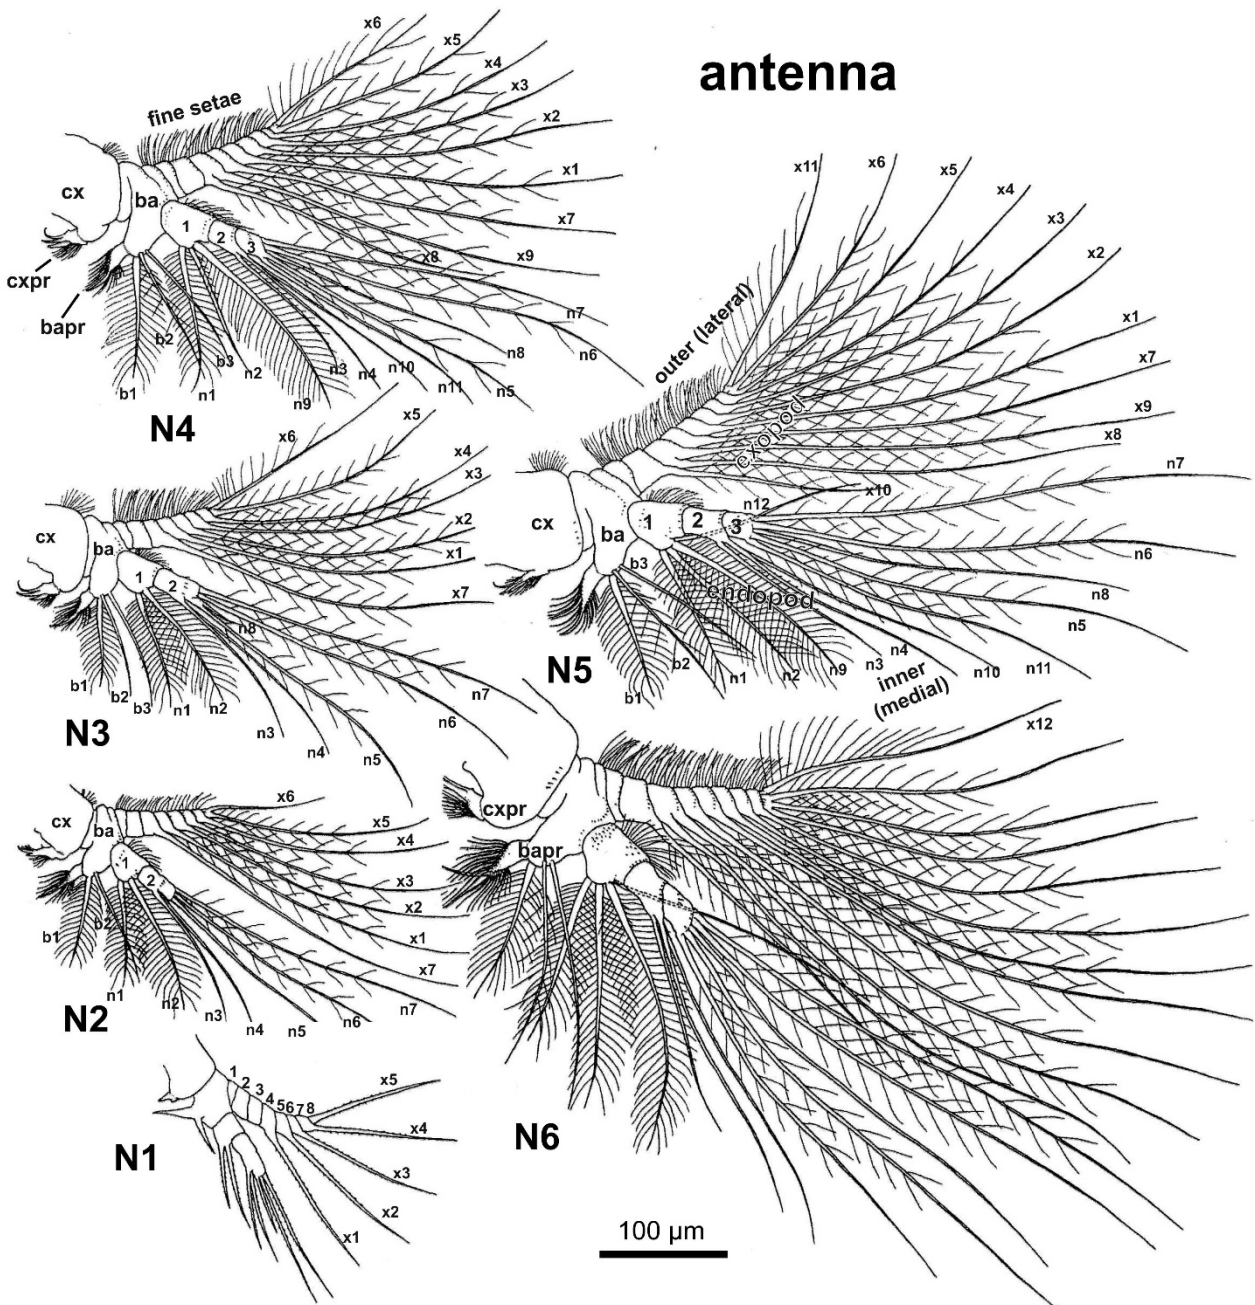 antenna
x6
x5
x4
x3
x2
x1
x7
x9
x8
n7
n6
fine setae
cx
ba
1
2
3
cxpr
bapr
b1
b2
n1
b3
n2
n9
n3
n4
n10
n11
n8
n5
N4
x6
x5
x4
x3
x2
x1
x7
cx
ba
1
2
n8
b1
b2
b3
n1
n2
n3
n4
n5
n6
n7
N3
x6
x5
x4
x3
x2
x1
x7
cx
ba
1
2
b1
b2
n1
n2
n3
n4
n5
n6
n7
N2
1
2
3
4
5
6
7
8
x5
x4
x3
x2
x1
N1
x11
x6
x5
x4
x3
x2
x1
x7
x9
x8
n7
x10
n12
outer (lateral)
exopod
cx
ba
1
2
3
b3
endopod
n6
n8
n5
b1
b2
n1
n2
n9
n3
n4
n10
n11
inner
(medial)
N5
x12
cxpr
bapr
N6
100 µm